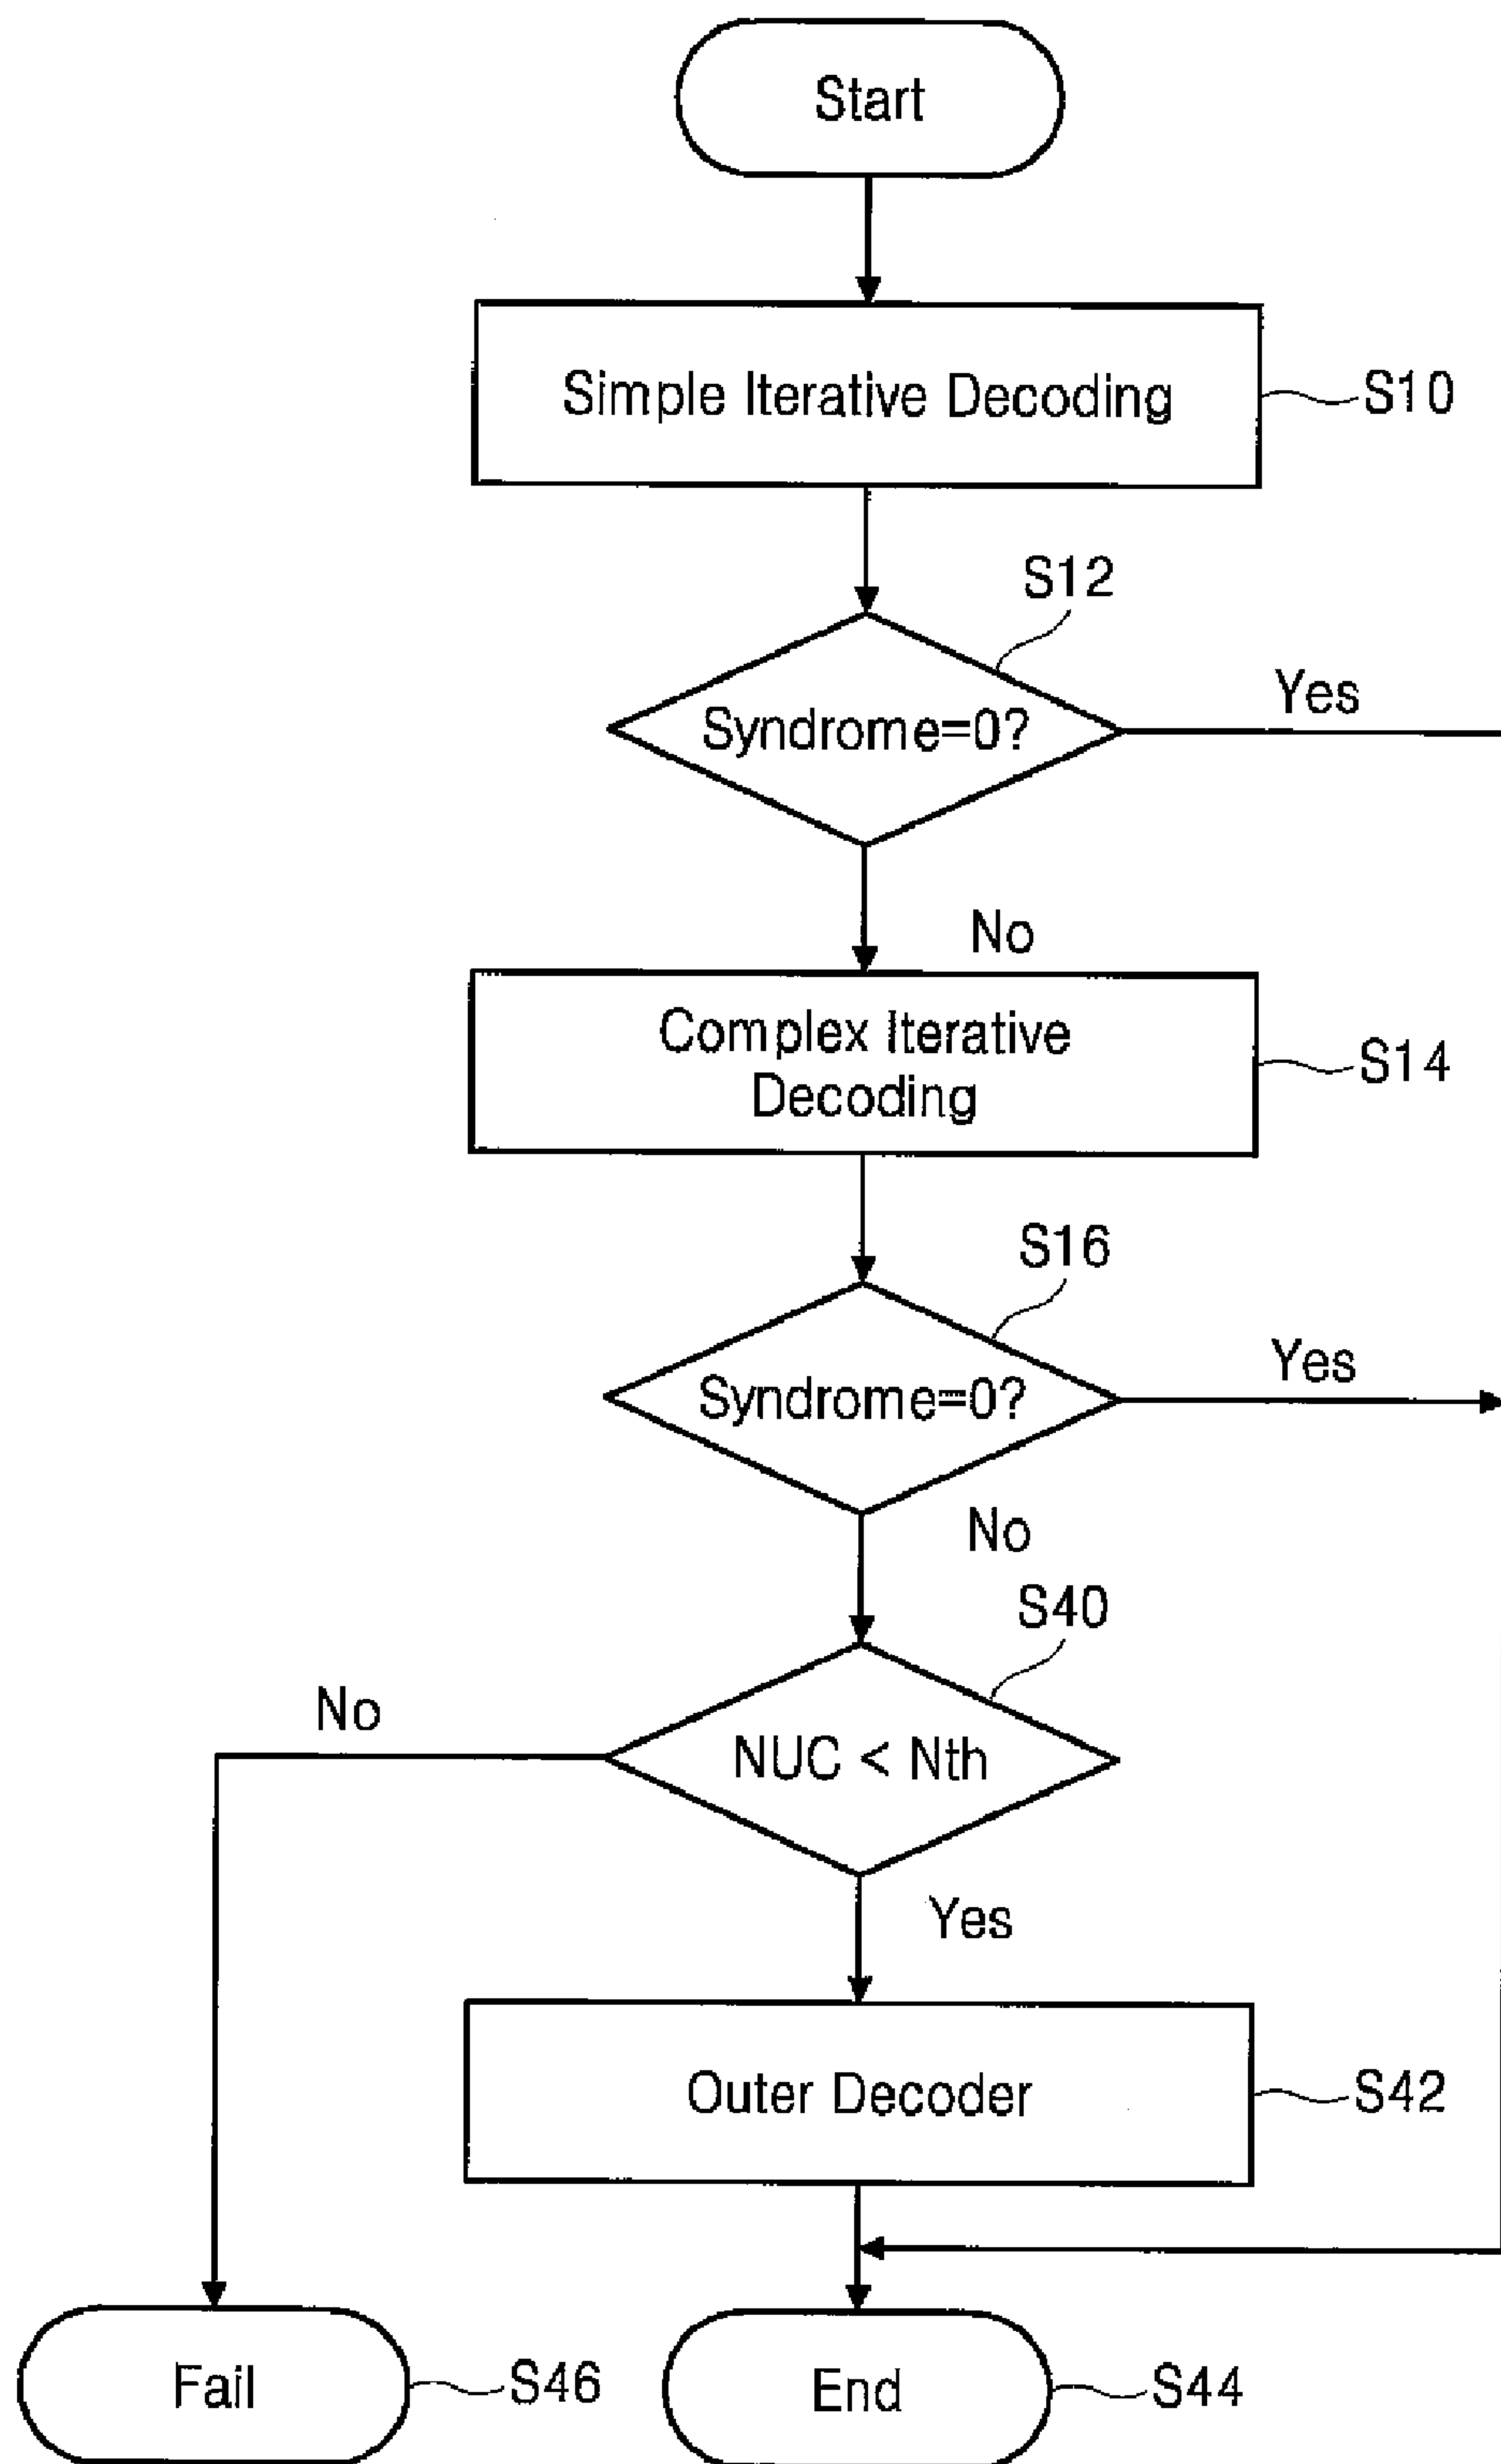 Start
Simple Iterative Decoding
S10
S12
Syndrome=0?
Yes
No
Complex Iterative
Decoding
S14
S16
Syndrome=0?
Yes
No
S40
No
NUC < Nth
Yes
Outer Decoder
S42
Fail
S46
End
S44